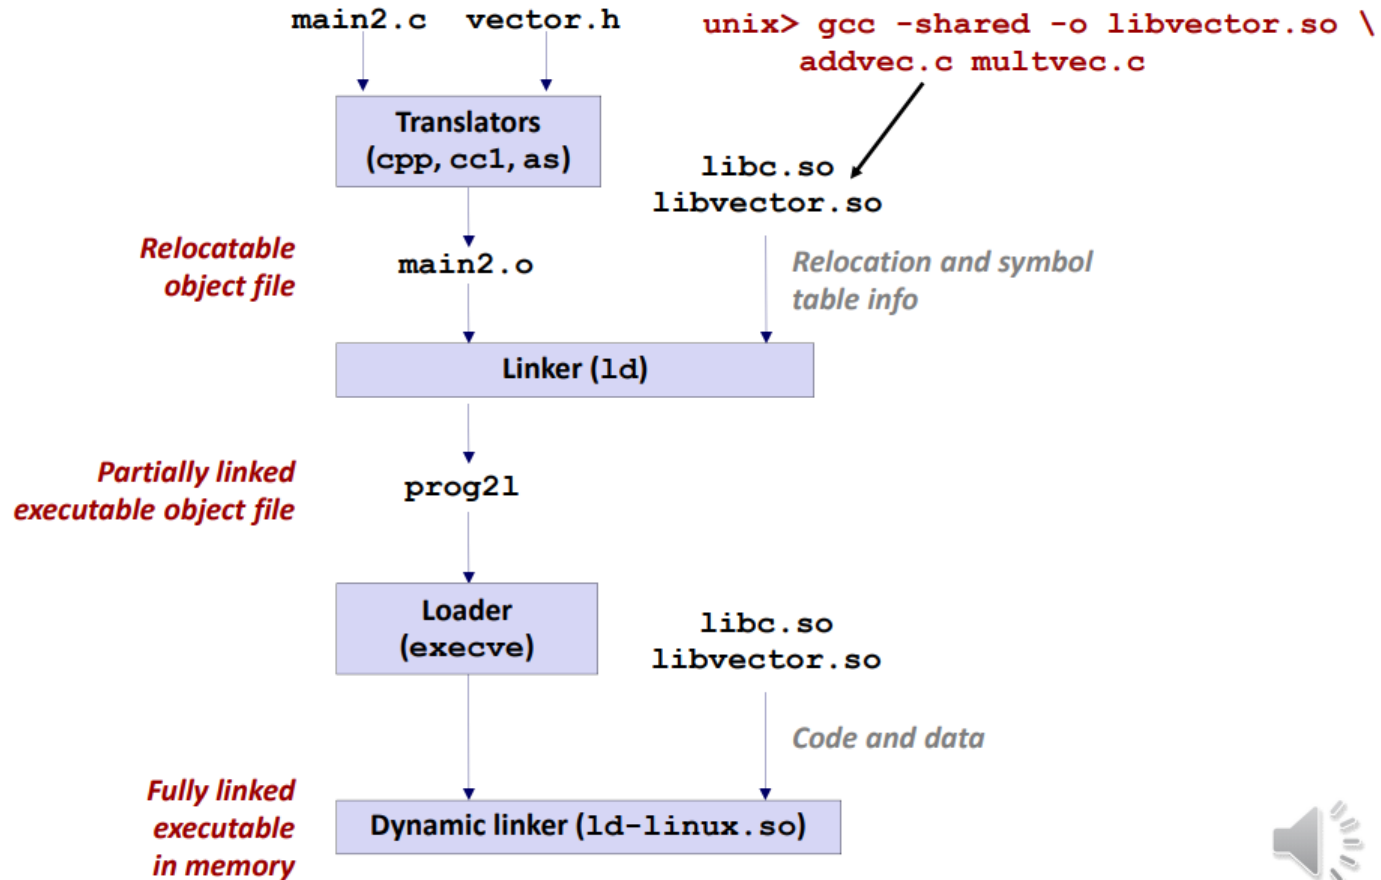 main2.c vector.h
unix> gcc -shared -o libvector.so \
addvec.c multvec.c
Translators
(cpp, cc1, as)
libc.so
libvector.so
Relocatable
object file
main2.o
Relocation and symbol
table info
Linker (ld)
Partially linked
executable object file
prog2l
Loader
(execve)
libc.so
libvector.so
Code and data
Fully linked
executable
in memory
Dynamic linker (ld-linux.so)